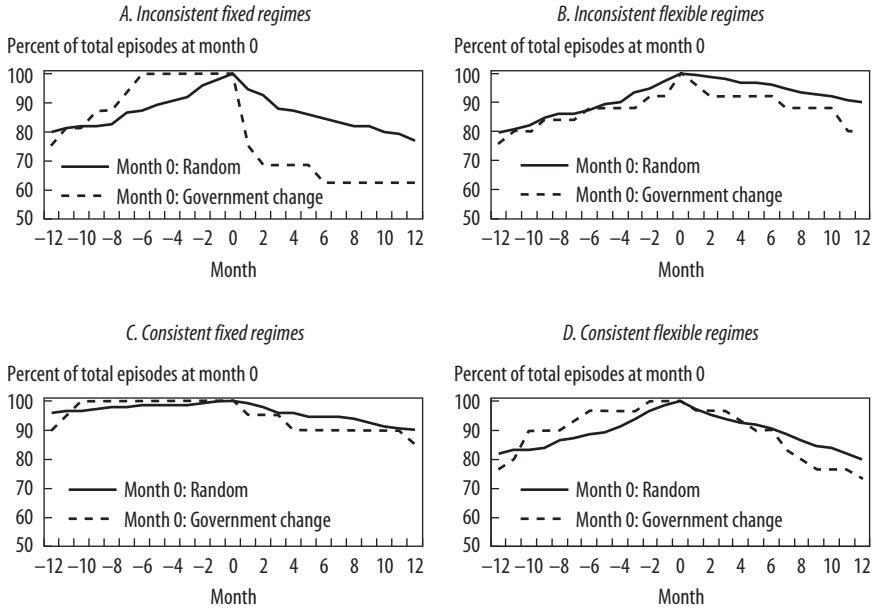 A. Inconsistent fixed regimes
Percent of total episodes at month 0
100
90
80
70
60
50
Month 0: Random
Month 0: Government change
−12 −10 −8 −6 −4 −2 0 2 4 6 8 10 12
Month
B. Inconsistent flexible regimes
Percent of total episodes at month 0
100
90
80
70
60
50
Month 0: Random
Month 0: Government change
−12 −10 −8 −6 −4 −2 0 2 4 6 8 10 12
Month
C. Consistent fixed regimes
Percent of total episodes at month 0
100
90
80
70
60
50
Month 0: Random
Month 0: Government change
−12 −10 −8 −6 −4 −2 0 2 4 6 8 10 12
Month
D. Consistent flexible regimes
Percent of total episodes at month 0
100
90
80
70
60
50
Month 0: Random
Month 0: Government change
−12 −10 −8 −6 −4 −2 0 2 4 6 8 10 12
Month